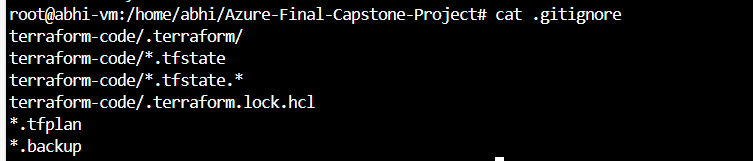 root@abhi-vm:/home/abhi/Azure-Final-Capstone-Project# cat .gitignore
terraform-code/.terraform/
terraform-code/*.tfstate
terraform-code/*.tfstate.*
terraform-code/.terraform.lock.hcl
*.tfplan
*.backup